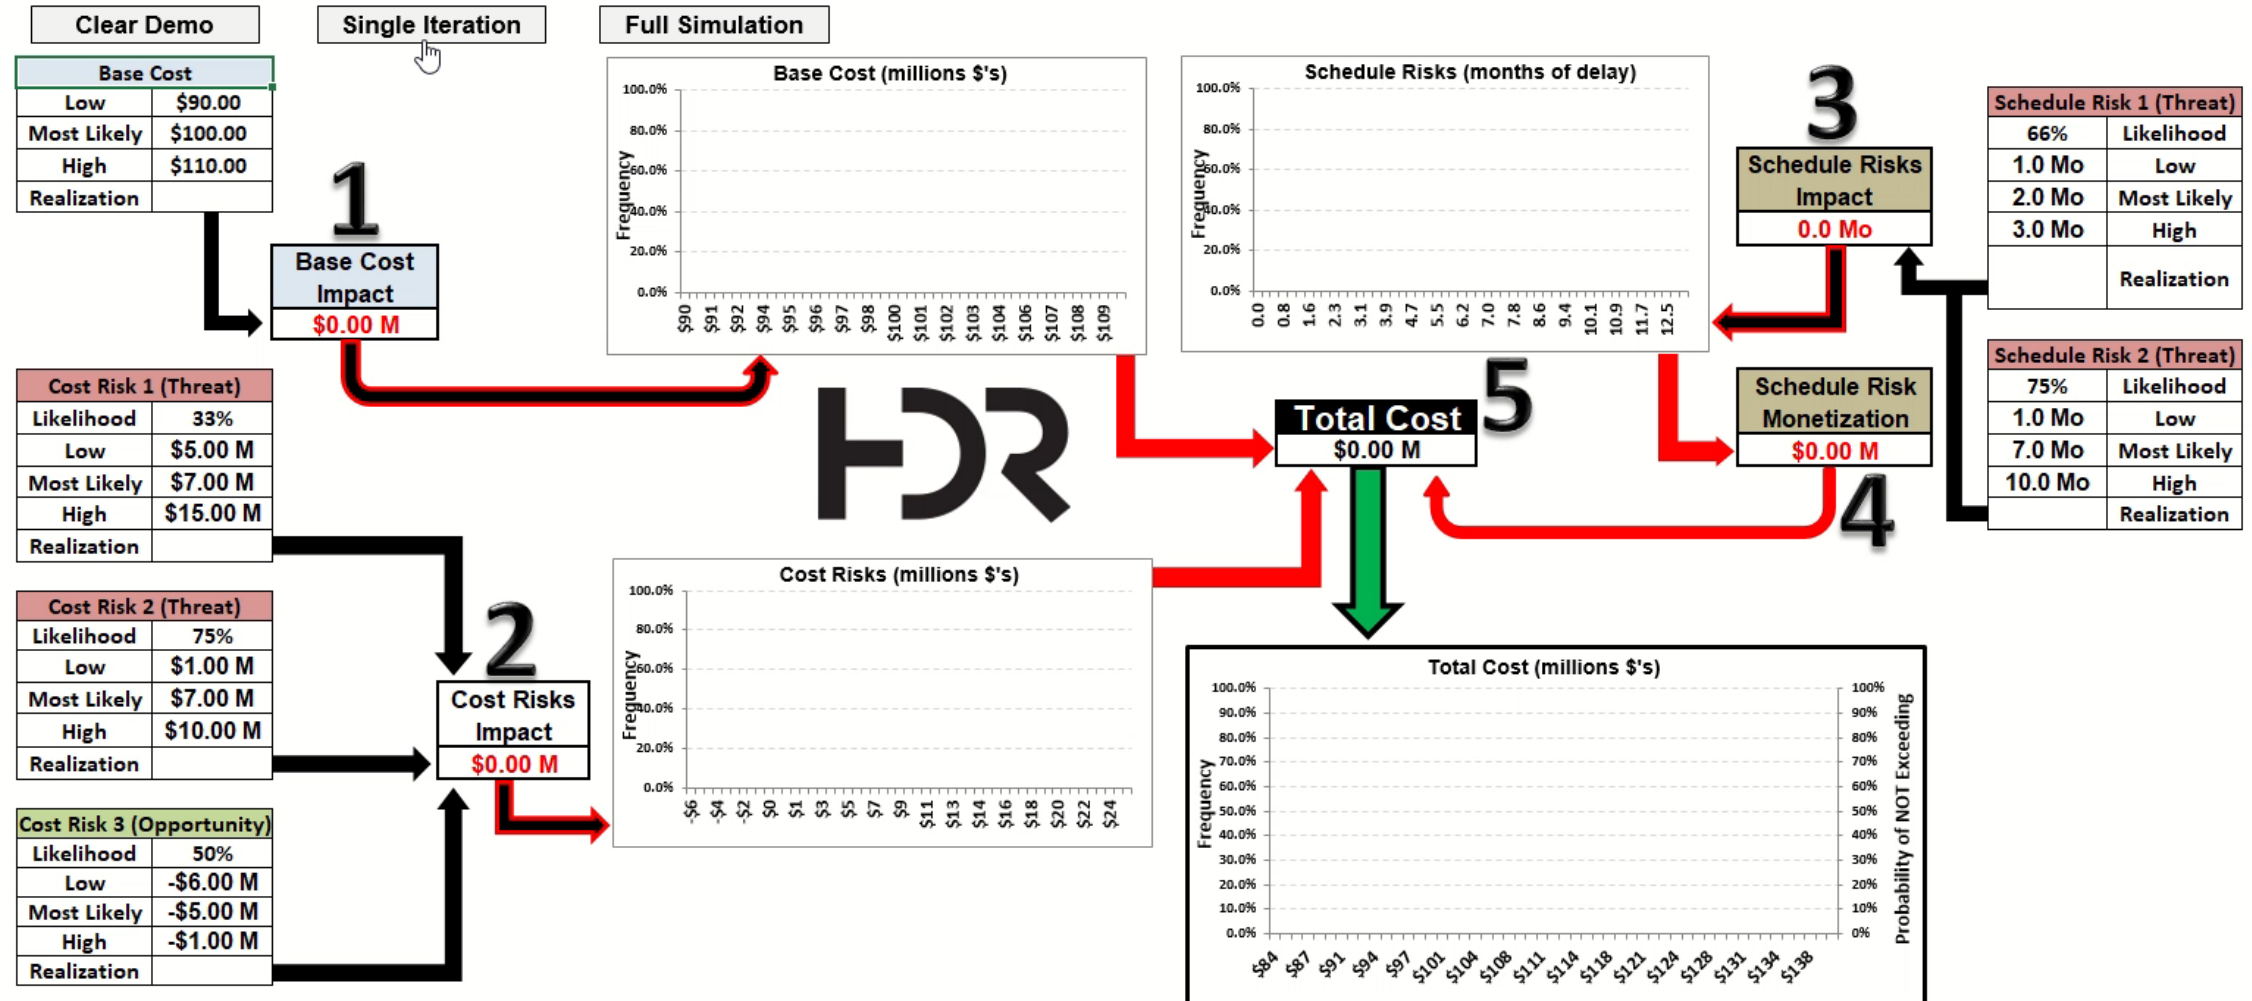 Clear Demo
Single Iteration
Full Simulation
Base Cost
Low $90.00
Most Likely $100.00
High $110.00
Realization
1
Base Cost
Impact
$0.00 M
Cost Risk 1 (Threat)
Likelihood 33%
Low $5.00 M
Most Likely $7.00 M
High $15.00 M
Realization
Cost Risk 2 (Threat)
Likelihood 75%
Low $1.00 M
Most Likely $7.00 M
High $10.00 M
Realization
Cost Risk 3 (Opportunity)
Likelihood 50%
Low -$6.00 M
Most Likely -$5.00 M
High -$1.00 M
Realization
2
Cost Risks
Impact
$0.00 M
Base Cost (millions $'s)
Frequency
100.0%
80.0%
60.0%
40.0%
20.0%
0.0%
$90 $91 $92 $94 $95 $96 $97 $98 $100 $101 $102 $103 $104 $106 $107 $108 $109
HDR
Cost Risks (millions $'s)
Frequency
100.0%
80.0%
60.0%
40.0%
20.0%
0.0%
-$6 -$4 -$2 $0 $1 $3 $5 $7 $9 $11 $13 $14 $16 $18 $20 $22 $24
Schedule Risks (months of delay)
Frequency
100.0%
80.0%
60.0%
40.0%
20.0%
0.0%
0.0 0.8 1.6 2.3 3.1 3.9 4.7 5.5 6.2 7.0 7.8 8.6 9.4 10.1 10.9 11.7 12.5
3
Schedule Risks
Impact
0.0 Mo
Schedule Risk 1 (Threat)
66% Likelihood
1.0 Mo Low
2.0 Mo Most Likely
3.0 Mo High
Realization
Schedule Risk 2 (Threat)
75% Likelihood
1.0 Mo Low
7.0 Mo Most Likely
10.0 Mo High
Realization
Schedule Risk
Monetization
$0.00 M
4
Total Cost
$0.00 M
5
Total Cost (millions $'s)
Frequency
100.0%
90.0%
80.0%
70.0%
60.0%
50.0%
40.0%
30.0%
20.0%
10.0%
0.0%
100%
90%
80%
70%
60%
50%
40%
30%
20%
10%
0%
Probability of NOT Exceeding
$84 $87 $91 $94 $97 $101 $104 $108 $111 $114 $118 $121 $124 $128 $131 $134 $138